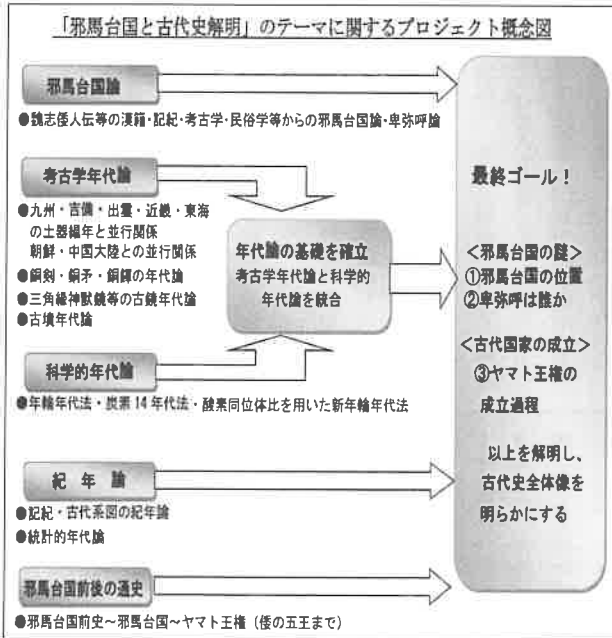 「邪馬台国と古代史解明」のテーマに関するプロジェクト概念図
邪馬台国論
●魏志倭人伝等の漢籍・記紀・考古学・民俗学等からの邪馬台国論・卑弥呼論
考古学年代論
●九州・吉備・出雲・近畿・東海
の土器編年と並行関係
朝鮮・中国大陸との並行関係
●銅剣・銅矛・銅鐸の年代論
●三角縁神獣鏡等の古鏡年代論
●古墳年代論
年代論の基礎を確立
考古学年代論と科学的
年代論を統合
科学的年代論
●年輪年代法・炭素14年代法・酸素同位体比を用いた新年輪年代法
紀年論
●記紀・古代系図の紀年論
●統計的年代論
邪馬台国前後の通史
●邪馬台国前史～邪馬台国～ヤマト王権（倭の五王まで）
最終ゴール！
＜邪馬台国の謎＞
①邪馬台国の位置
②卑弥呼は誰か
＜古代国家の成立＞
③ヤマト王権の
成立過程
以上を解明し、
古代史全体像を
明らかにする